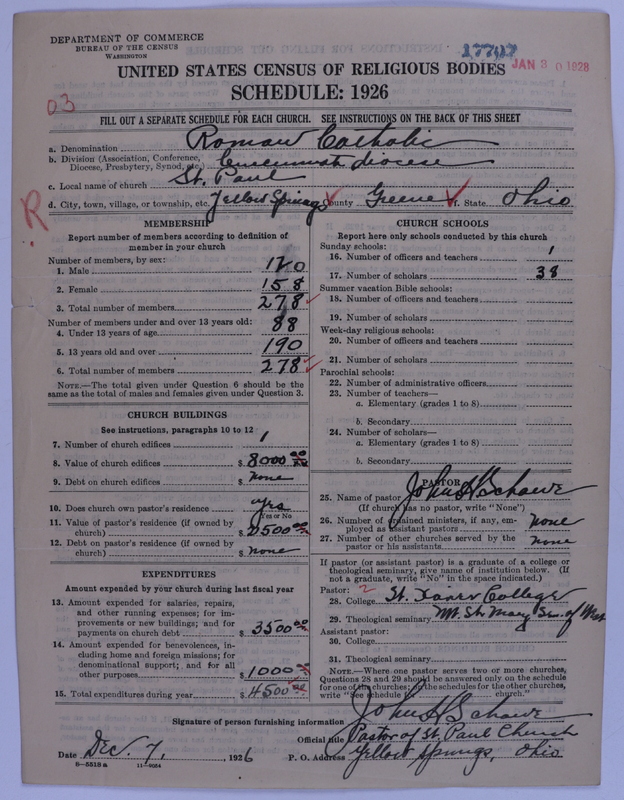 DEPARTMENT OF COMMERCE
BUREAU OF THE CENSUS
WASHINGTON
JAN 30 1928
UNITED STATES CENSUS OF RELIGIOUS BODIES
SCHEDULE: 1926
03
FILL OUT A SEPARATE SCHEDULE FOR EACH CHURCH. SEE INSTRUCTIONS ON THE BACK OF THIS SHEET
a. Denomination Roman Catholic
b. Division (Association, Conference, Diocese, Presbytery, Synod, etc.) diocese
c. Local name of church St. Paul
d. City, town, village, or township, etc. Yellow Springs County Greene State Ohio
R
MEMBERSHIP
Report number of members according to definition of
member in your church
Number of members, by sex:
1. Male 120
2. Female 158
3. Total number of members 278
Number of members under and over 13 years old:
4. Under 13 years of age 88
5. 13 years old and over 190
6. Total number of members 278
NOTE.—The total given under Question 6 should be the
same as the total of males and females given under Question 3.
CHURCH BUILDINGS
See instructions, paragraphs 10 to 12
7. Number of church edifices 1
8. Value of church edifices $ 8000 00
9. Debt on church edifices $ None
10. Does church own pastor's residence? yes
Yes or No
11. Value of pastor's residence (if owned by
church) $ 2500 00
12. Debt on pastor's residence (if owned by
church) $ None
EXPENDITURES
Amount expended by your church during last fiscal year
13. Amount expended for salaries, repairs,
and other running expenses; for im-
provements or new buildings; and for
payments on church debt $ 3500 00
14. Amount expended for benevolences, in-
cluding home and foreign missions; for
denominational support; and for all
other purposes $ 1000 00
15. Total expenditures during year $ 4500 00
CHURCH SCHOOLS
Report here only schools conducted by this church
Sunday schools:
16. Number of officers and teachers 1
17. Number of scholars 38
Summer vacation Bible schools:
18. Number of officers and teachers
19. Number of scholars
Week-day religious schools:
20. Number of officers and teachers
21. Number of scholars
Parochial schools:
22. Number of administrative officers
23. Number of teachers—
a. Elementary (grades 1 to 8)
b. Secondary
24. Number of scholars—
a. Elementary (grades 1 to 8)
b. Secondary
PASTOR
25. Name of pastor John H Schawe
(If church has no pastor, write "None")
26. Number of ordained ministers, if any, em-
ployed as assistant pastors None
27. Number of other churches served by the
pastor or his assistants None
If pastor (or assistant pastor) is a graduate of a college or
theological seminary, give name of institution below. (If
not a graduate, write "No" in the space indicated.)
Pastor: 2
28. College St. Xavier College
29. Theological seminary Mt. St. Mary Sem. of West
Assistant pastor:
30. College
31. Theological seminary
NOTE.—Where one pastor serves two or more churches,
Questions 28 and 29 should be answered only on the schedule
for one of the churches; on the schedules for the other churches,
write "See schedule for church."
Signature of person furnishing information John H Schawe
Official title Pastor of St. Paul Church
Date Dec. 7, 1926 P. O. Address Yellow Springs, Ohio
8—5518a 11—9034